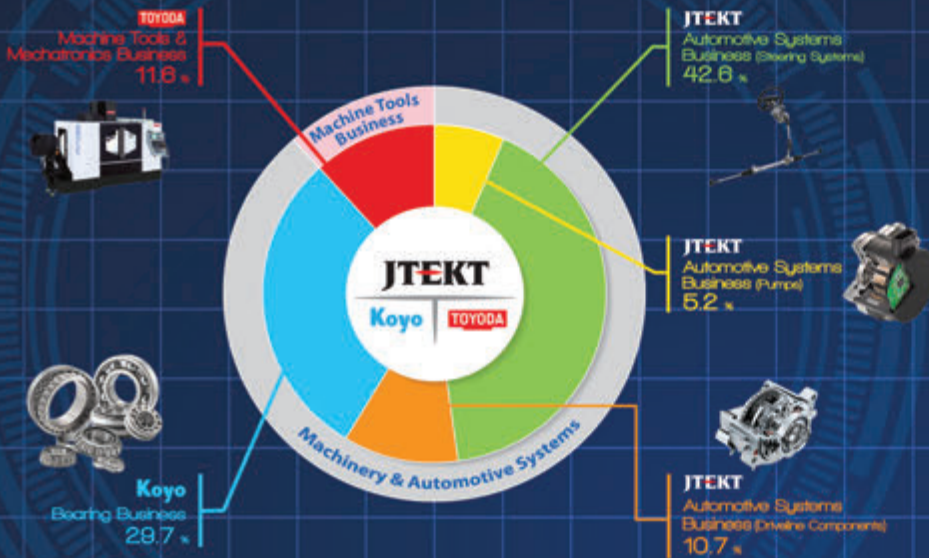 TOYODA
Machine Tools &
Mechatronics Business
11.6 %
JTEKT
Automotive Systems
Business (Steering Systems)
42.8 %
Machine Tools
Business
JTEKT
Koyo
TOYODA
JTEKT
Automotive Systems
Business (Pumps)
5.2 %
Machinery & Automotive Systems
Koyo
Bearing Business
29.7 %
JTEKT
Automotive Systems
Business (Driveline Components)
10.7 %